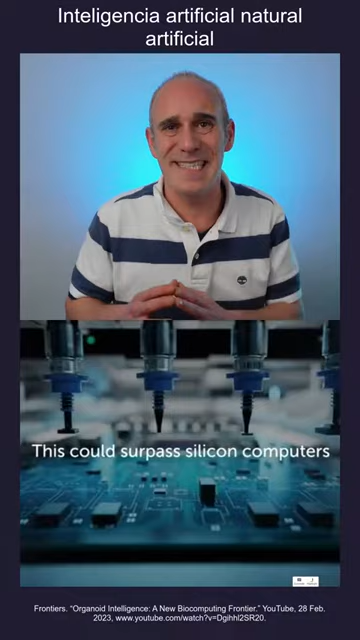 Inteligencia artificial natural
artificial
This could surpass silicon computers
Frontiers. “Organoid Intelligence: A New Biocomputing Frontier.” YouTube, 28 Feb.
2023, www.youtube.com/watch?v=DgihhI2SR20.